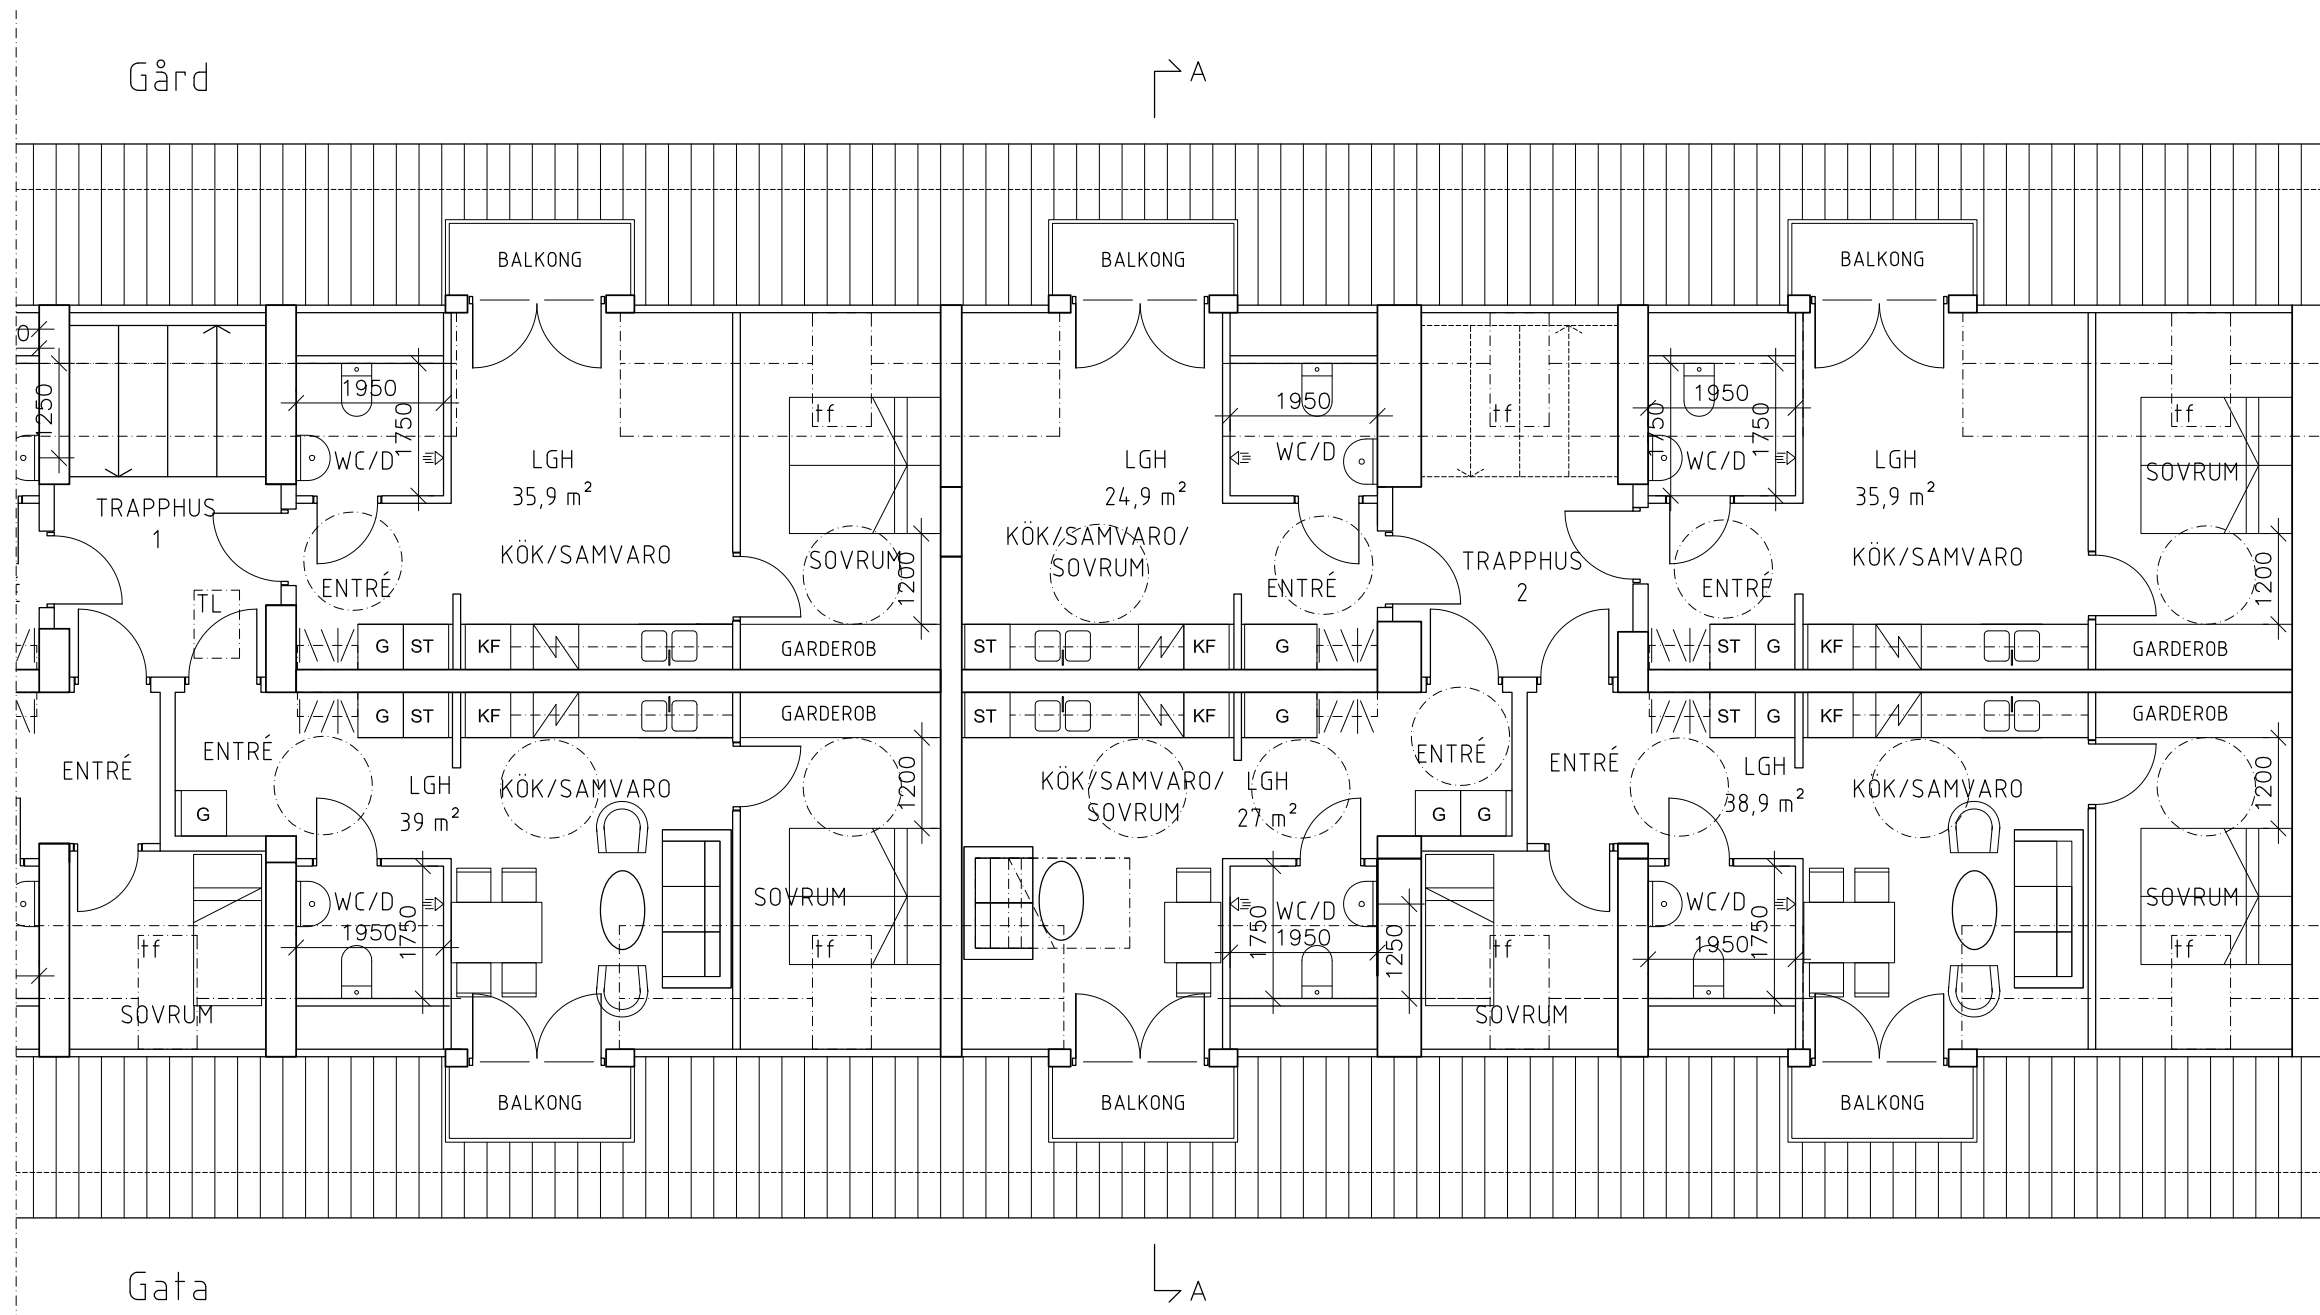 Gård
A
BALKONG
BALKONG
BALKONG
0
1250
1950
1750
WC/D
tf
1950
WC/D
tf
1950
1750
1750
WC/D
tf
SOVRUM
LGH
35,9 m²
LGH
24,9 m²
LGH
35,9 m²
TRAPPHUS
1
KÖK/SAMVARO
SOVRUM
1200
KÖK/SAMVARO/
SOVRUM
TRAPPHUS
2
KÖK/SAMVARO
1200
ENTRÉ
ENTRÉ
ENTRÉ
TL
G
ST
KF
GARDEROB
ST
KF
G
ST
G
KF
GARDEROB
G
ST
KF
GARDEROB
ST
KF
G
ST
G
KF
GARDEROB
ENTRÉ
ENTRÉ
LGH
39 m²
KÖK/SAMVARO
1200
KÖK/SAMVARO/
SOVRUM
LGH
27 m²
ENTRÉ
ENTRÉ
LGH
38,9 m²
KÖK/SAMVARO
1200
G
G
G
WC/D
1950
1750
SOVRUM
WC/D
1750
1950
1250
WC/D
1950
1750
SOVRUM
tf
tf
tf
tf
SOVRUM
SOVRUM
BALKONG
BALKONG
BALKONG
Gata
A